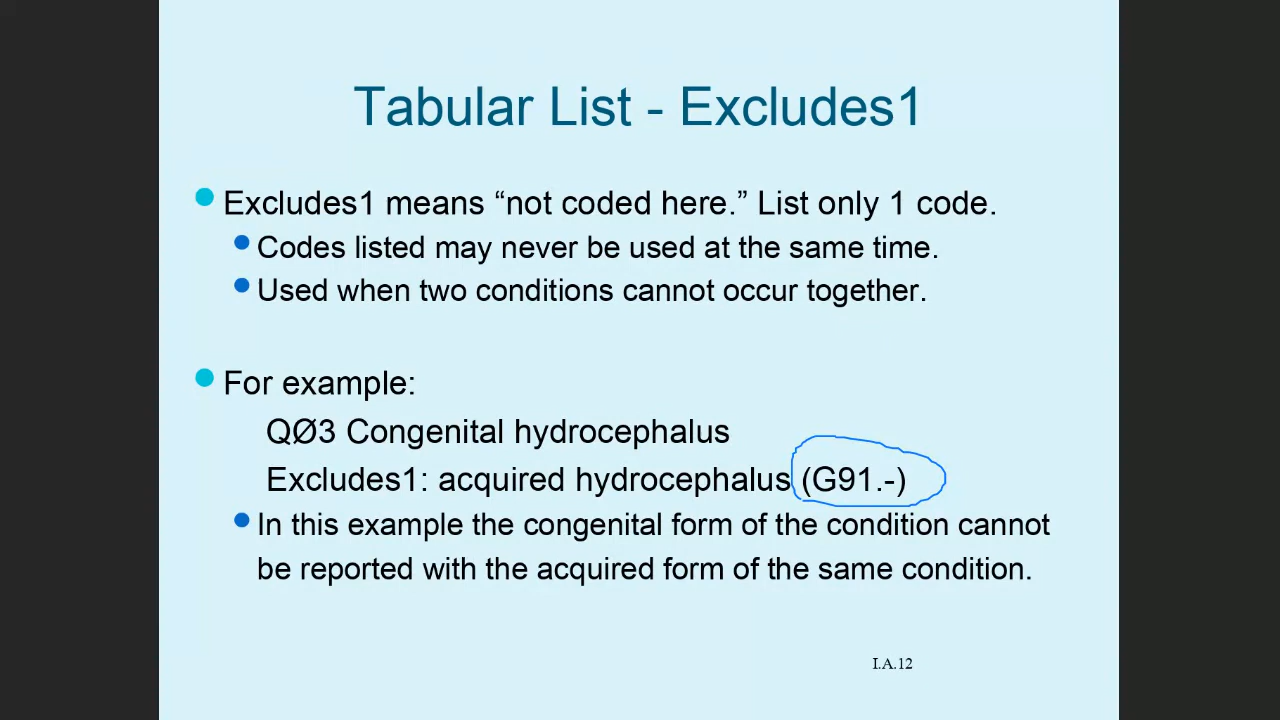 Tabular List - Excludes1
Excludes1 means “not coded here.” List only 1 code.
Codes listed may never be used at the same time.
Used when two conditions cannot occur together.
For example:
QØ3 Congenital hydrocephalus
Excludes1: acquired hydrocephalus (G91.-)
In this example the congenital form of the condition cannot
be reported with the acquired form of the same condition.
I.A.12